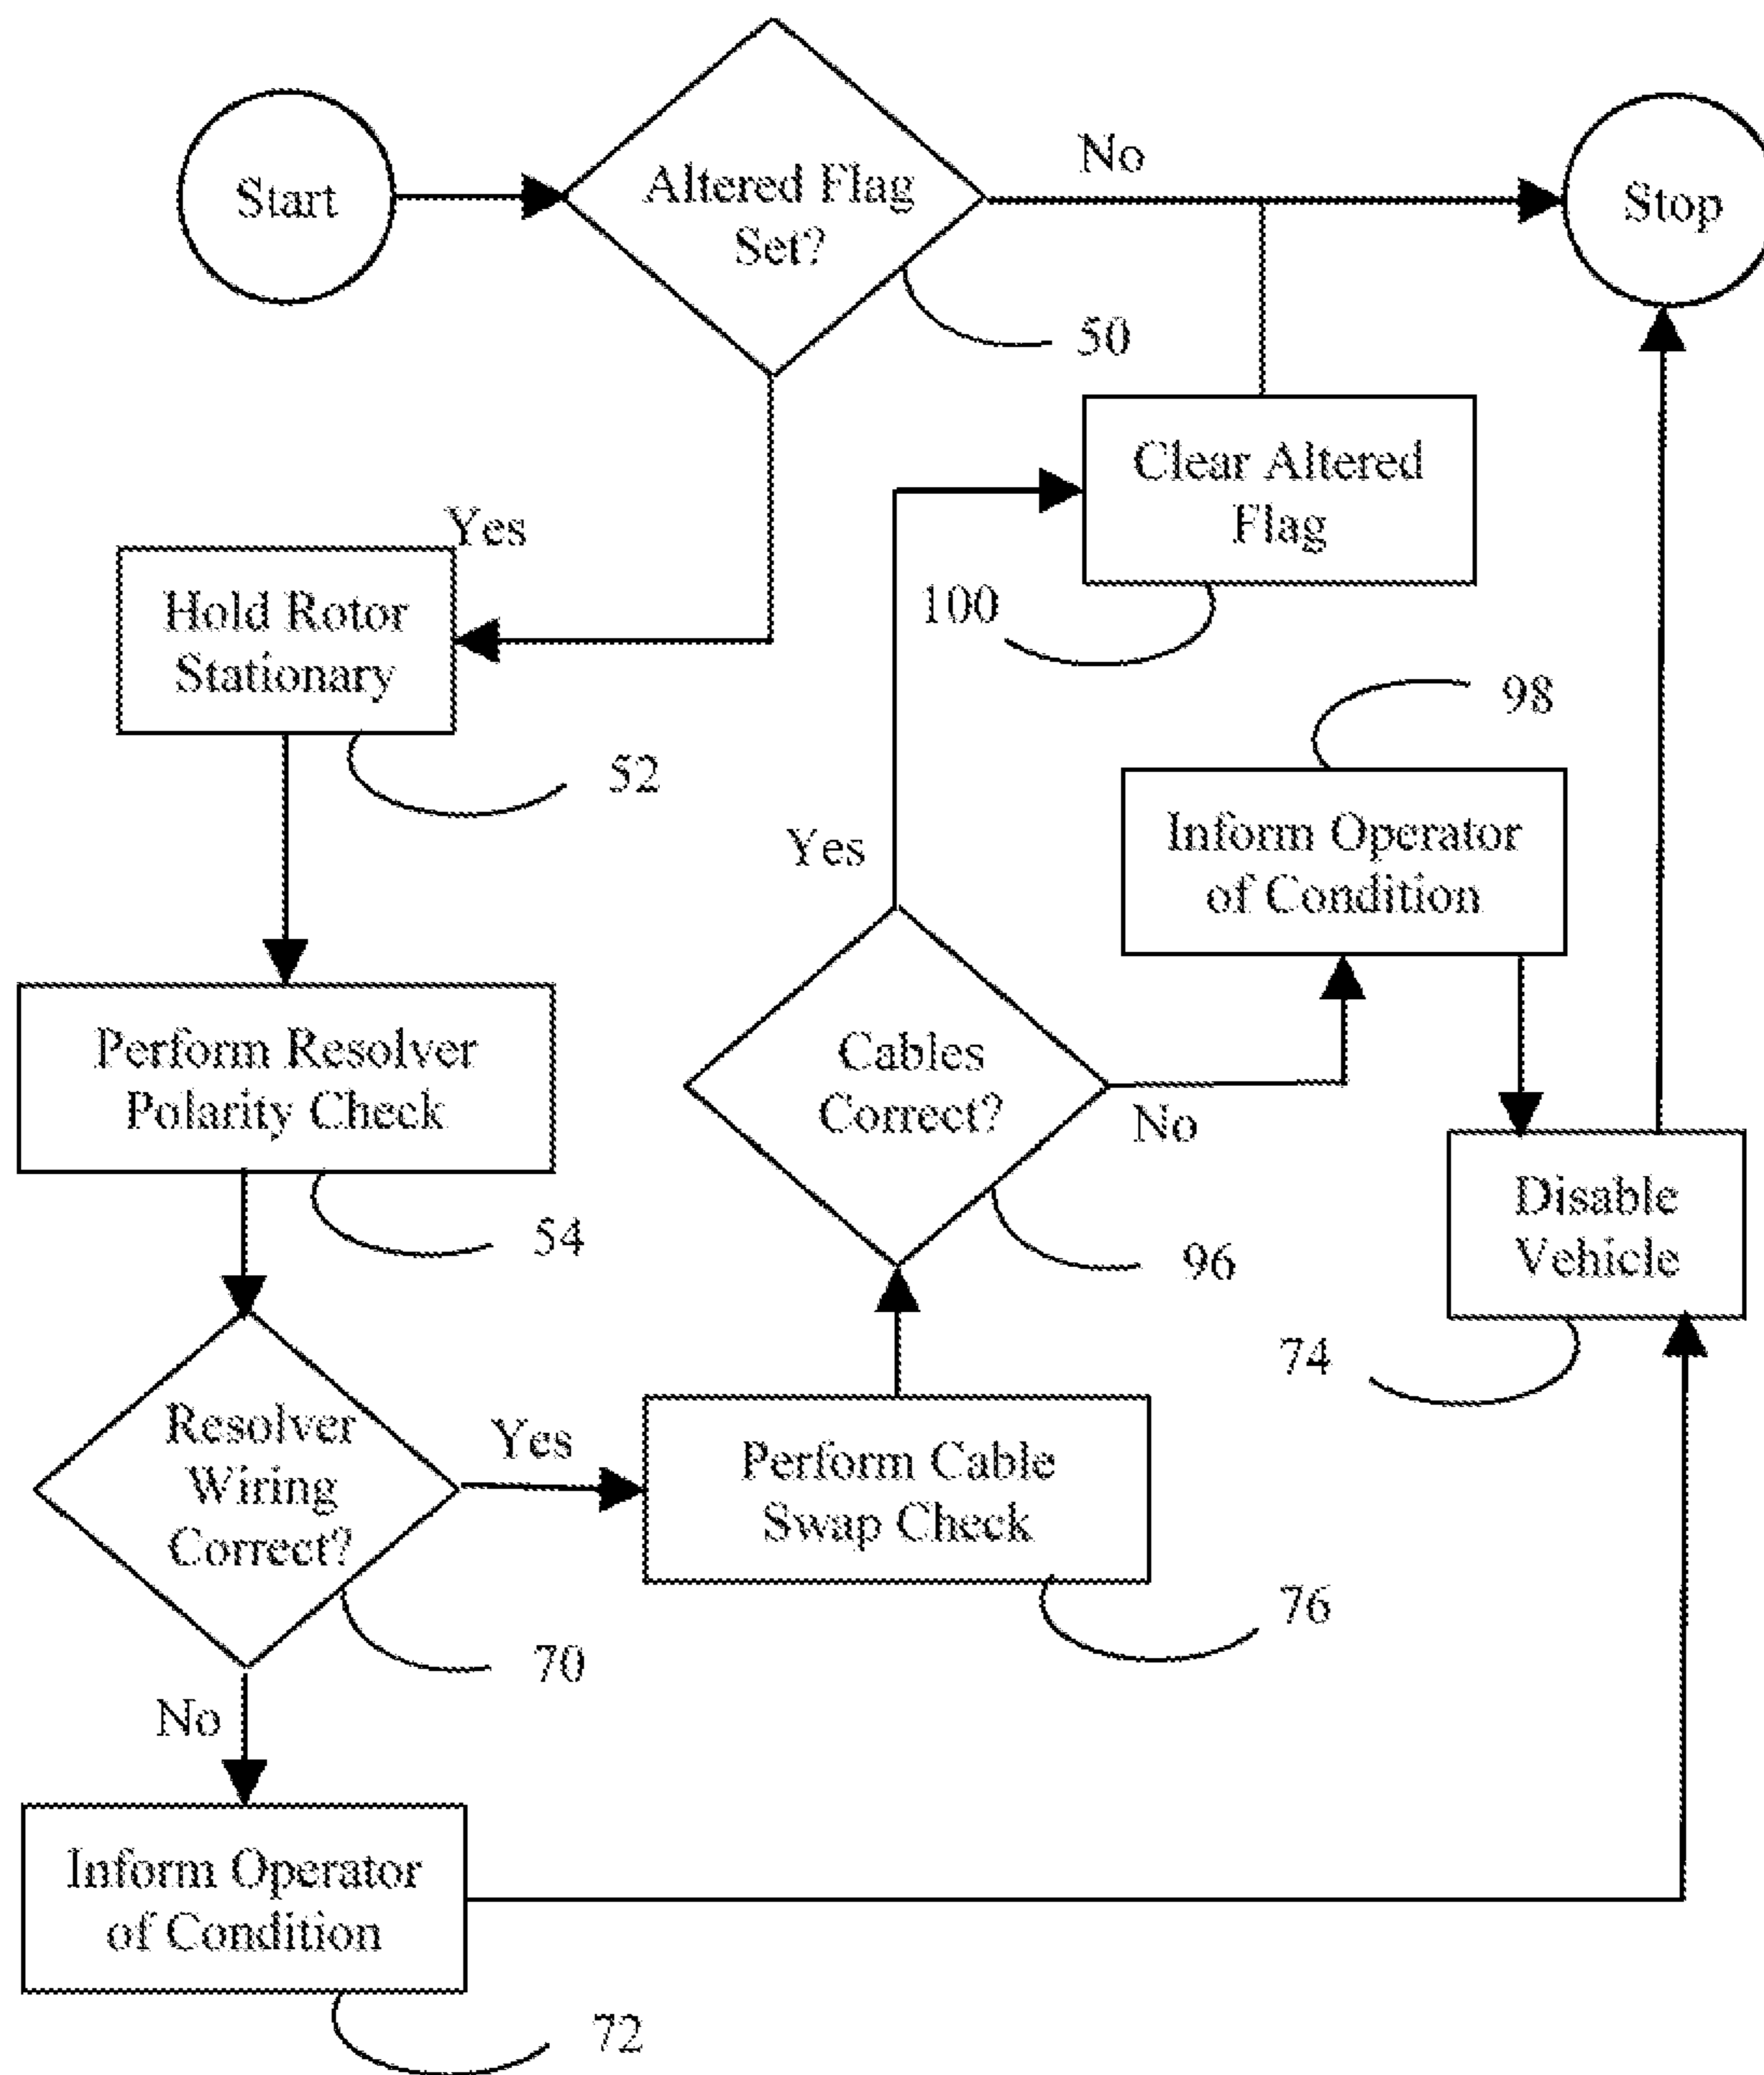 Start
Altered Flag
Set?
No
Stop
50
Clear Altered
Flag
Yes
Hold Rotor
Stationary
100
98
52
Inform Operator
of Condition
Yes
Perform Resolver
Polarity Check
Cables
Correct?
No
54
96
Disable
Vehicle
74
Resolver
Wiring
Correct?
Yes
Perform Cable
Swap Check
76
70
No
Inform Operator
of Condition
72